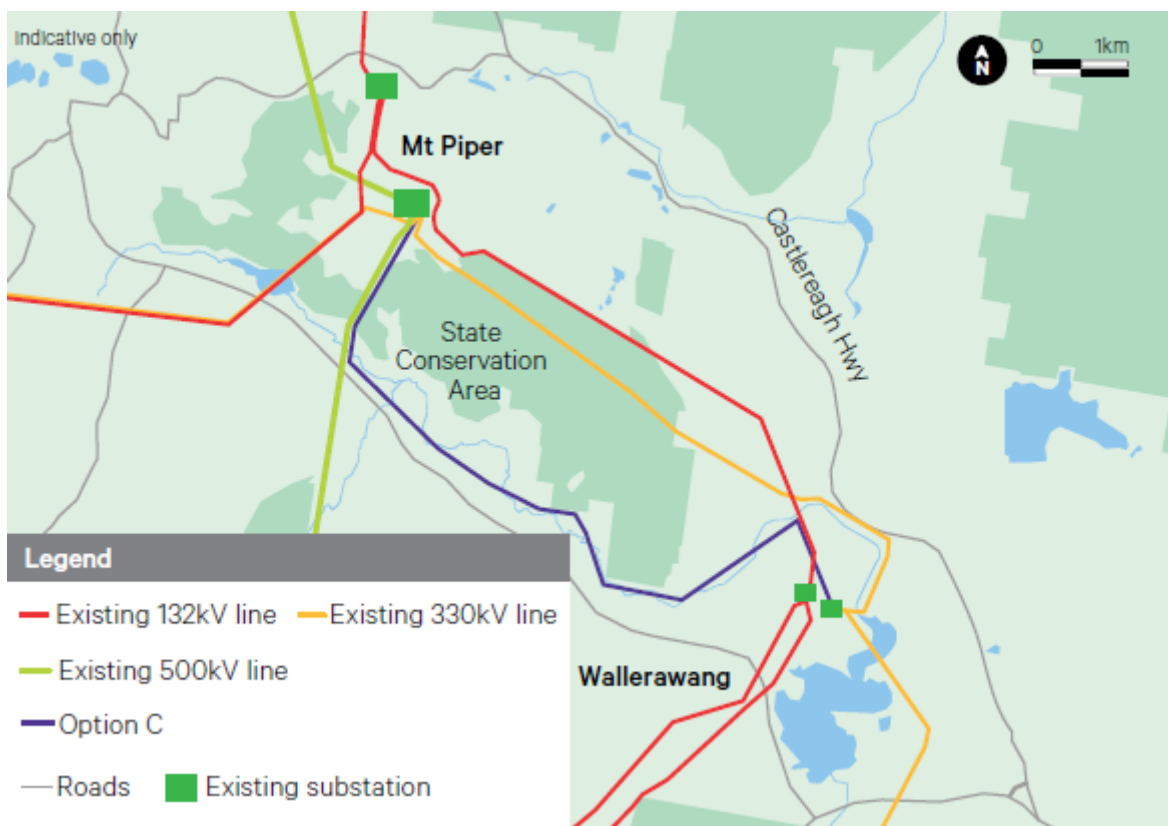 indicative only
A
N
0 1km
Mt Piper
Castlereagh Hwy
State
Conservation
Area
Legend
Existing 132kV line
Existing 330kV line
Existing 500kV line
Option C
Roads
Existing substation
Wallerawang